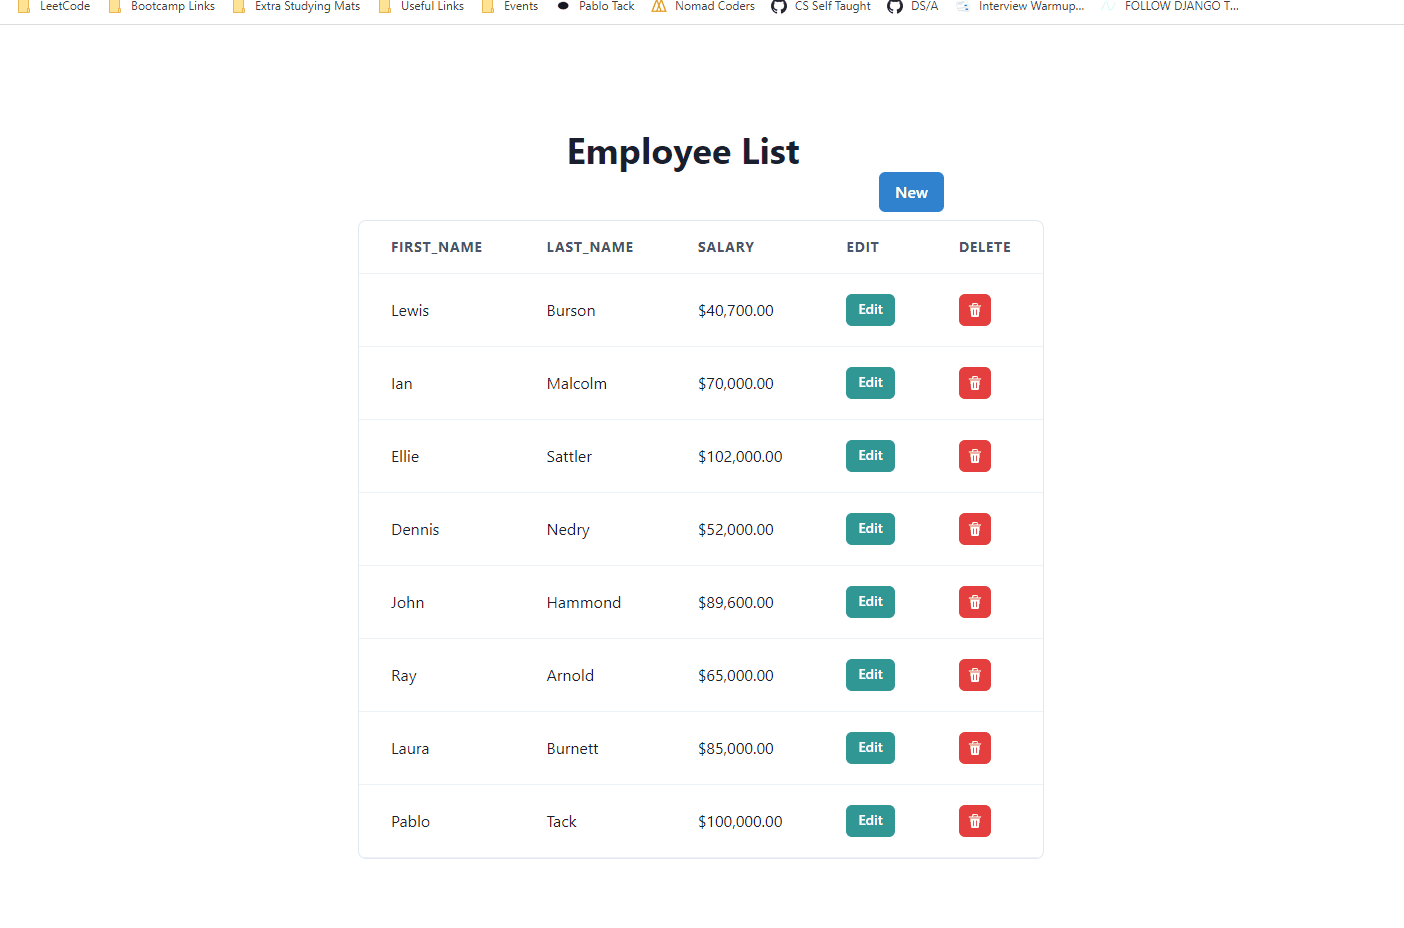 LeetCode Bootcamp Links Extra Studying Mats Useful Links Events Pablo Tack Nomad Coders CS Self Taught DS/A Interview Warmup... FOLLOW DJANGO T...
Employee List
New
FIRST_NAME LAST_NAME SALARY EDIT DELETE
Lewis Burson $40,700.00 Edit
Ian Malcolm $70,000.00 Edit
Ellie Sattler $102,000.00 Edit
Dennis Nedry $52,000.00 Edit
John Hammond $89,600.00 Edit
Ray Arnold $65,000.00 Edit
Laura Burnett $85,000.00 Edit
Pablo Tack $100,000.00 Edit